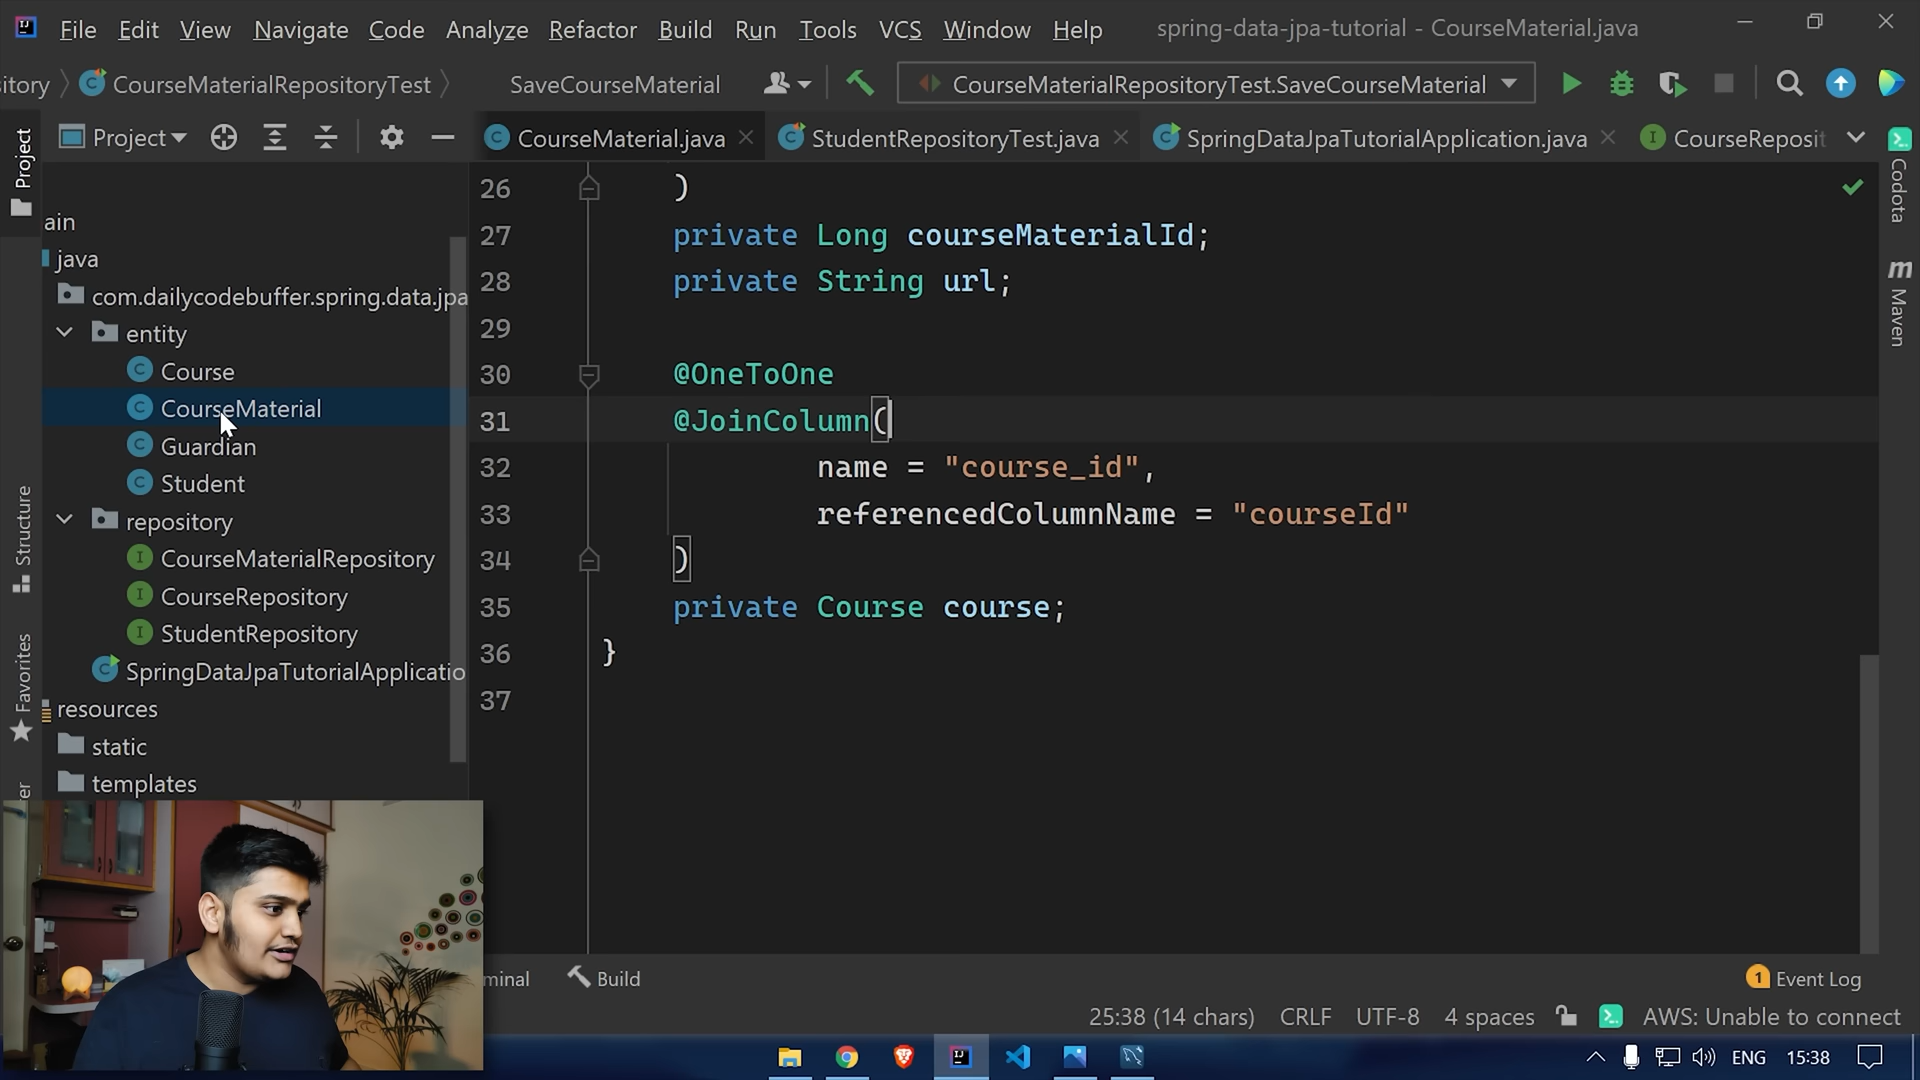 File Edit View Navigate Code Analyze Refactor Build Run Tools VCS Window Help spring-data-jpa-tutorial - CourseMaterial.java
itory CourseMaterialRepositoryTest SaveCourseMaterial CourseMaterialRepositoryTest.SaveCourseMaterial
Project
CourseMaterial.java StudentRepositoryTest.java SpringDataJpaTutorialApplication.java CourseReposit
Project
Structure
Favorites
er
ain
java
com.dailycodebuffer.spring.data.jpa
entity
Course
CourseMaterial
Guardian
Student
repository
CourseMaterialRepository
CourseRepository
StudentRepository
SpringDataJpaTutorialApplicatio
resources
static
templates
26 )
27 private Long courseMaterialId;
28 private String url;
29
30 @OneToOne
31 @JoinColumn(
32 name = "course_id",
33 referencedColumnName = "courseId"
34 )
35 private Course course;
36 }
37
Codota
m Maven
minal Build 1 Event Log
25:38 (14 chars) CRLF UTF-8 4 spaces AWS: Unable to connect
ENG 15:38